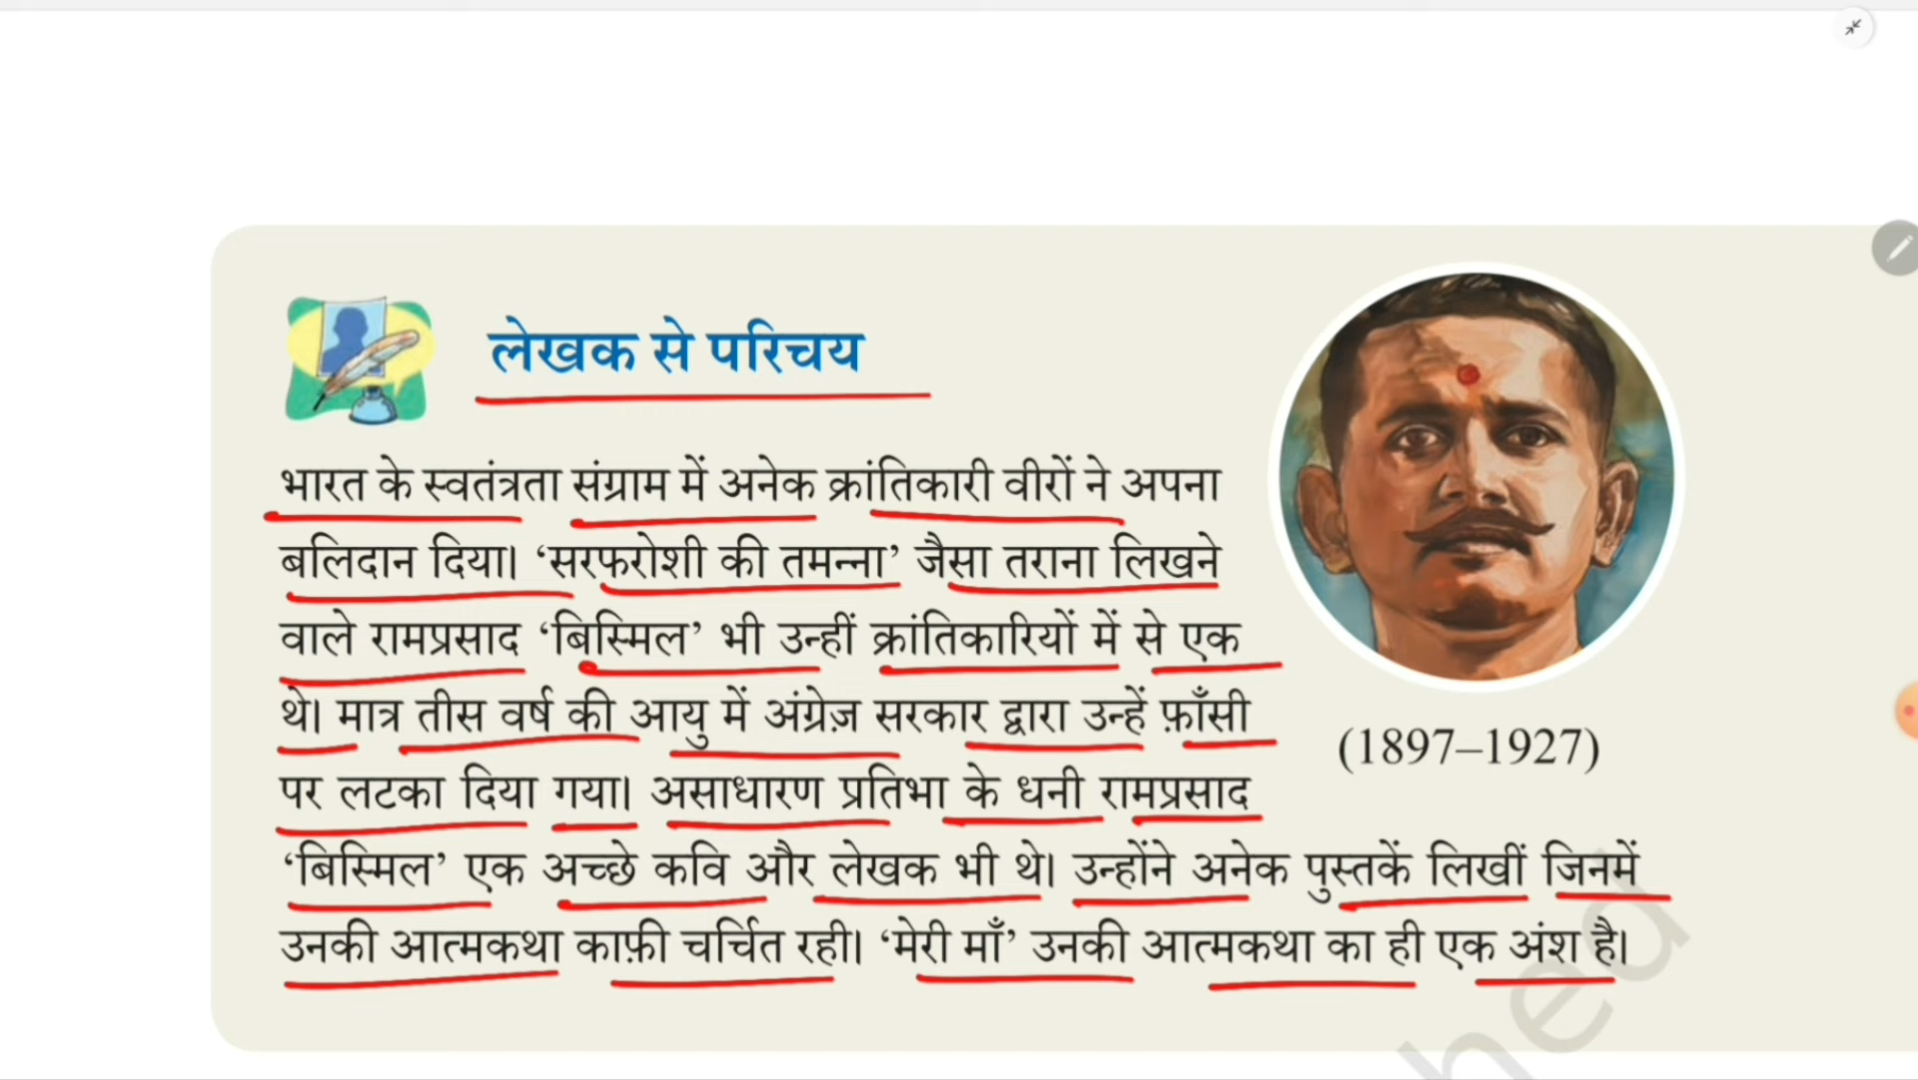 लेखक से परिचय
भारत के स्वतंत्रता संग्राम में अनेक क्रांतिकारी वीरों ने अपना
बलिदान दिया। ‘सरफरोशी की तमन्ना’ जैसा तराना लिखने
वाले रामप्रसाद ‘बिस्मिल’ भी उन्हीं क्रांतिकारियों में से एक
थे। मात्र तीस वर्ष की आयु में अंग्रेज़ सरकार द्वारा उन्हें फ़ाँसी
पर लटका दिया गया। असाधारण प्रतिभा के धनी रामप्रसाद
‘बिस्मिल’ एक अच्छे कवि और लेखक भी थे। उन्होंने अनेक पुस्तकें लिखीं जिनमें
उनकी आत्मकथा काफ़ी चर्चित रही। ‘मेरी माँ’ उनकी आत्मकथा का ही एक अंश है।
(1897–1927)